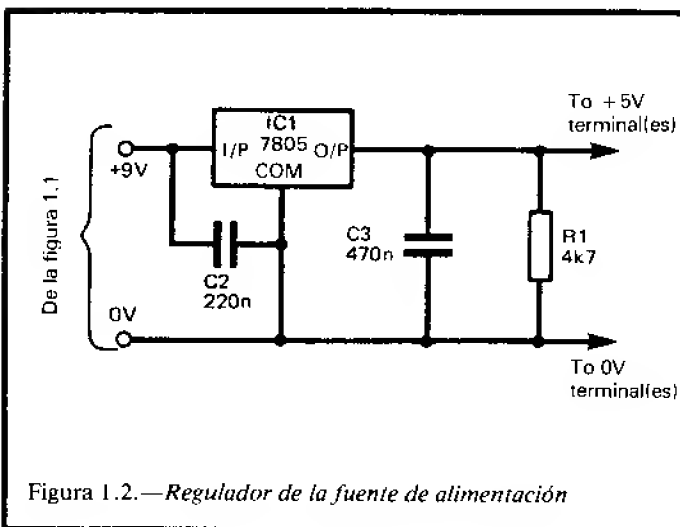 De la figura 1.1
+9V
0V
IC1
7805
I/P
O/P
COM
C2
220n
C3
470n
R1
4k7
To +5V
terminal(es)
To 0V
terminal(es)
Figura 1.2.—Regulador de la fuente de alimentación